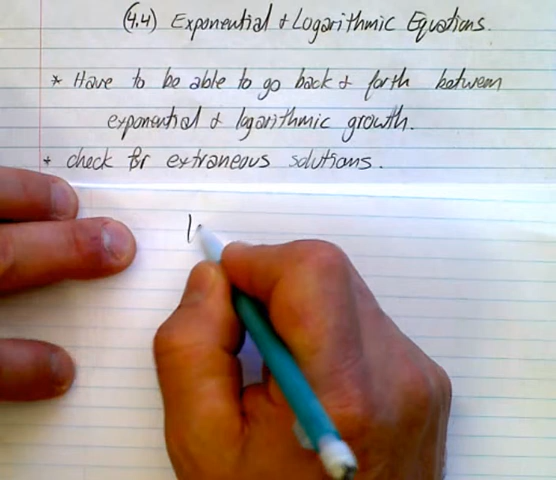 (4.4) Exponential & Logarithmic Equations.
* Have to be able to go back & forth between
exponential & logarithmic growth.
* check for extraneous solutions.